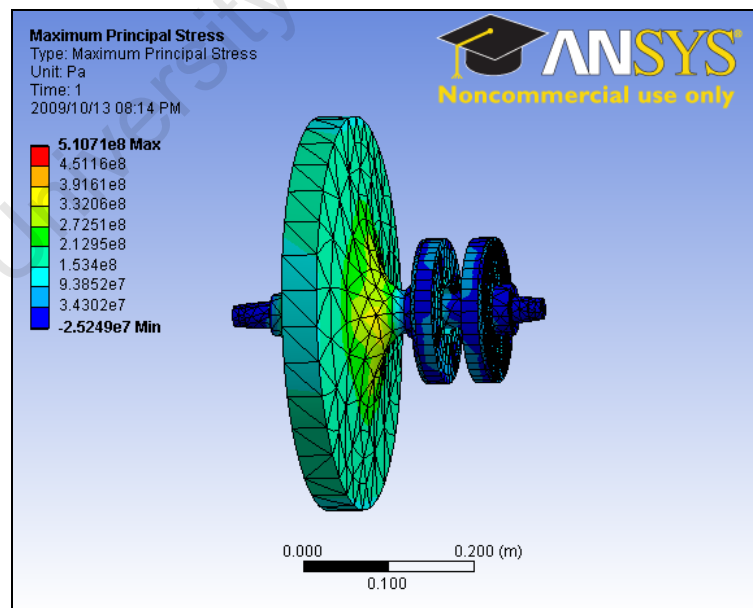 Maximum Principal Stress
Type: Maximum Principal Stress
Unit: Pa
Time: 1
2009/10/13 08:14 PM
5.1071e8 Max
4.5116e8
3.9161e8
3.3206e8
2.7251e8
2.1295e8
1.534e8
9.3852e7
3.4302e7
-2.5249e7 Min
ANSYS
Noncommercial use only
0.000
0.200 (m)
0.100
University